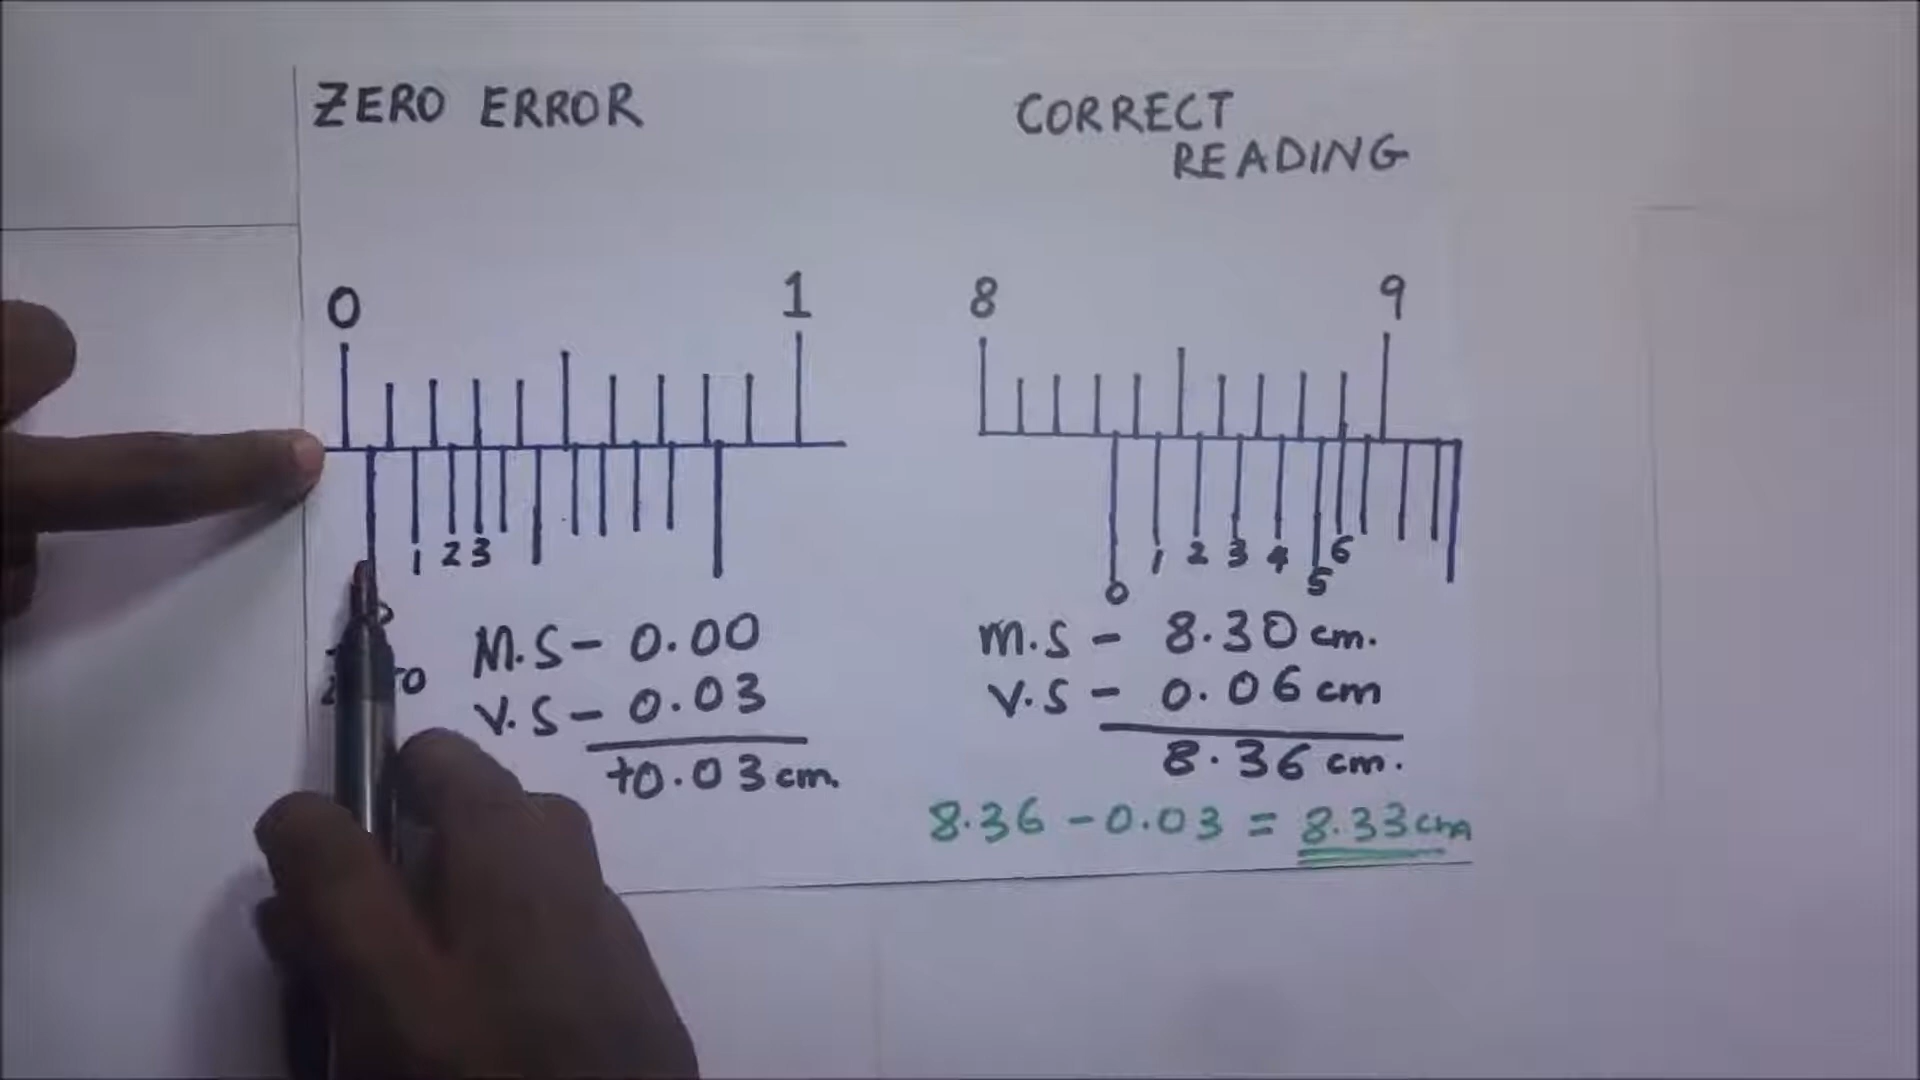 ZERO ERROR
0 1
1 2 3
M.S - 0.00
V.S - 0.03
+0.03 cm.
CORRECT
READING
8 9
0 1 2 3 4 5 6
M.S - 8.30 cm.
V.S - 0.06 cm
8.36 cm.
8.36 - 0.03 = 8.33 cm